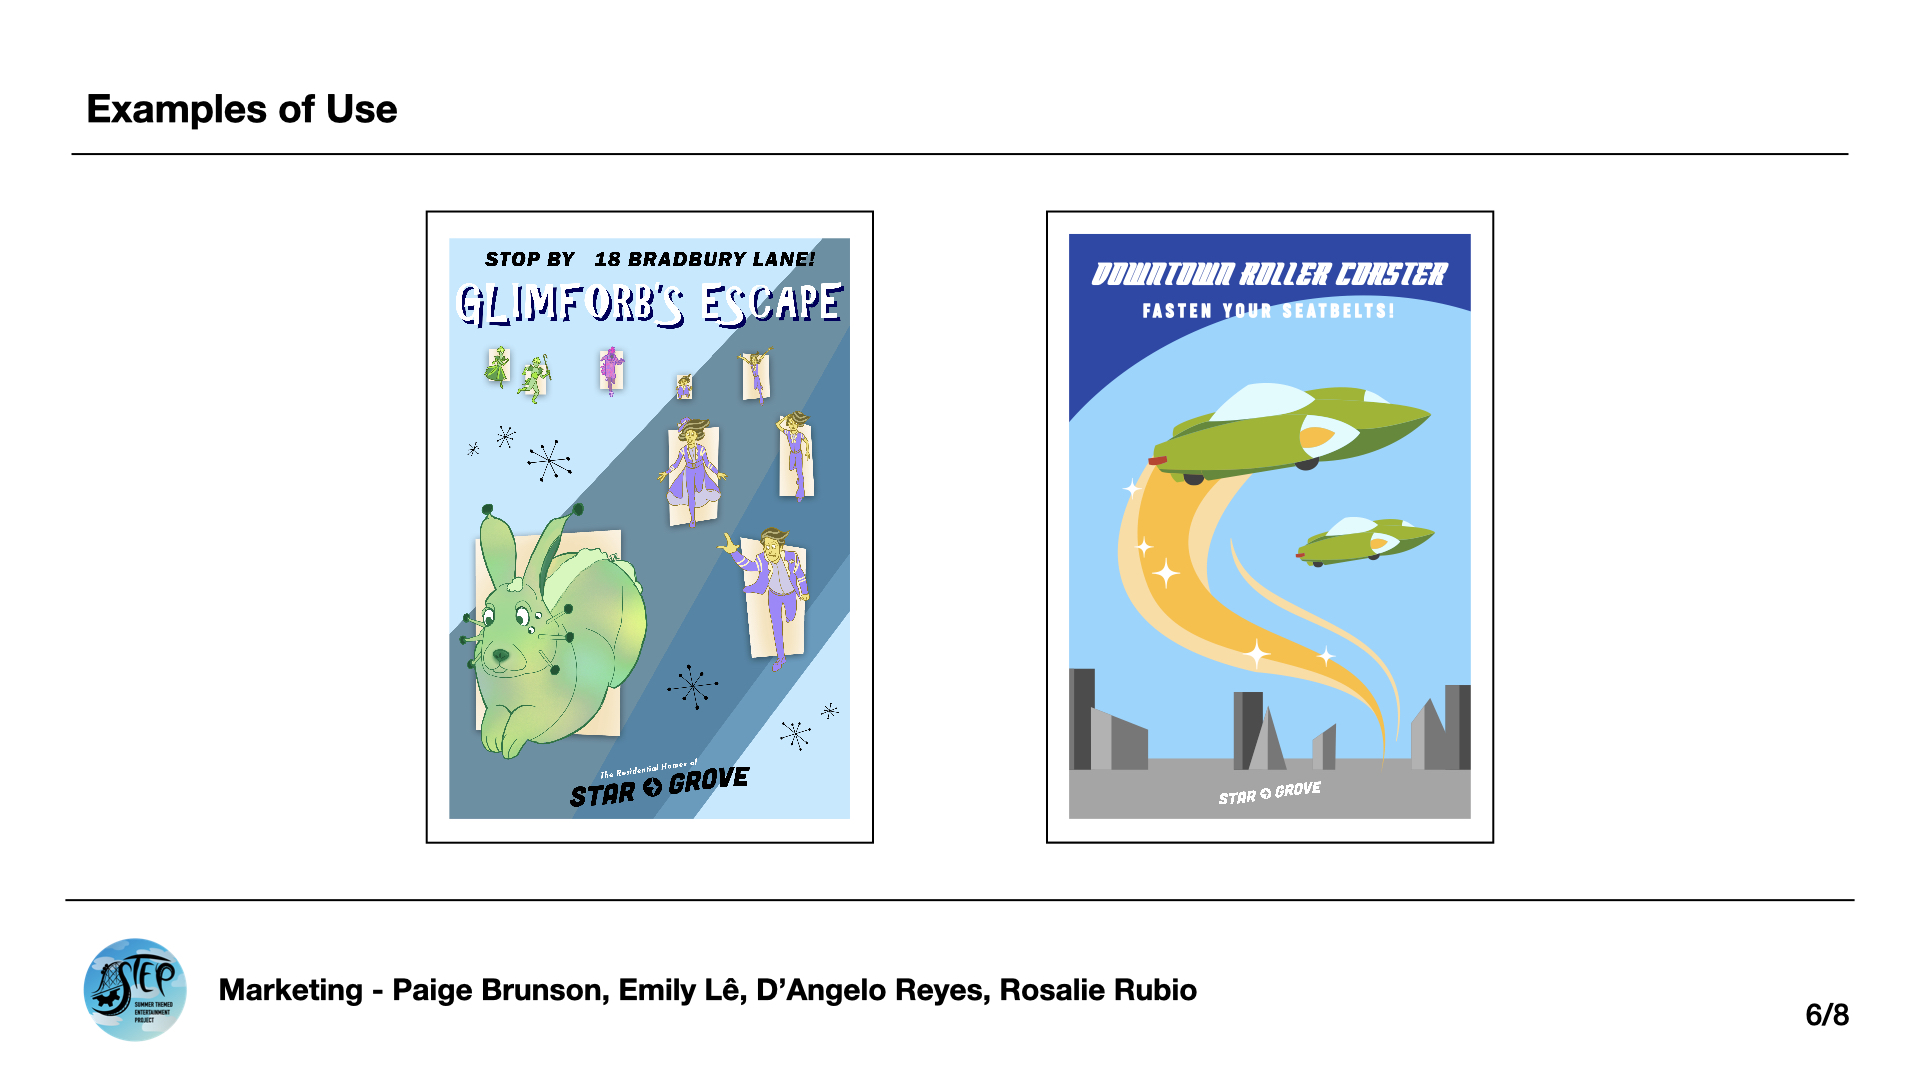 Examples of Use
STOP BY 18 BRADBURY LANE!
GLIMFORB'S ESCAPE
The Residential Homes of
STAR GROVE
DOWNTOWN ROLLER COASTER
FASTEN YOUR SEATBELTS!
STAR GROVE
STEP
SUMMER THEMED
ENTERTAINMENT
PROJECT
Marketing - Paige Brunson, Emily Lê, D’Angelo Reyes, Rosalie Rubio
6/8